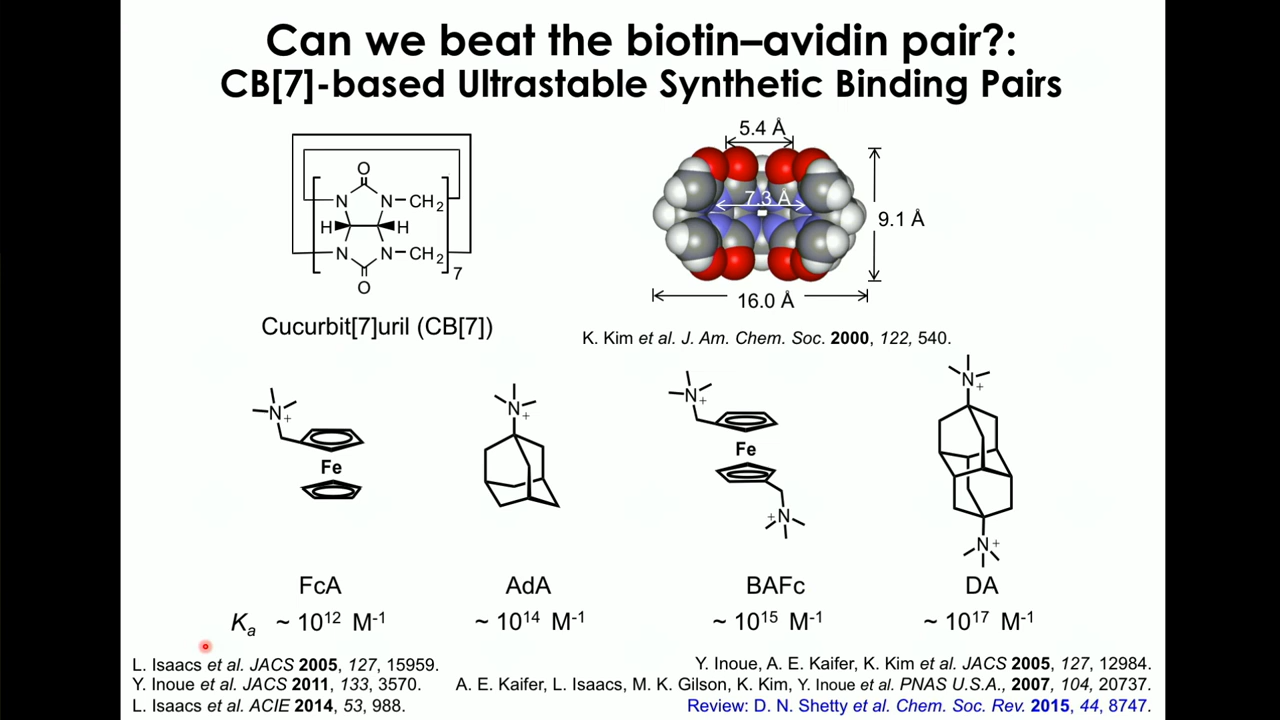 Can we beat the biotin–avidin pair?:
CB[7]-based Ultrastable Synthetic Binding Pairs
O
N N–CH2
H H
N N–CH2
7
O
Cucurbit[7]uril (CB[7])
5.4 Å
7.3 Å
9.1 Å
16.0 Å
K. Kim et al. J. Am. Chem. Soc. 2000, 122, 540.
N+
Fe
N+
N+
Fe
N+
N+
N+
FcA AdA BAFc DA
Ka ~ 10^12 M^-1 ~ 10^14 M^-1 ~ 10^15 M^-1 ~ 10^17 M^-1
L. Isaacs et al. JACS 2005, 127, 15959.
Y. Inoue et al. JACS 2011, 133, 3570.
L. Isaacs et al. ACIE 2014, 53, 988.
Y. Inoue, A. E. Kaifer, K. Kim et al. JACS 2005, 127, 12984.
A. E. Kaifer, L. Isaacs, M. K. Gilson, K. Kim, Y. Inoue et al. PNAS U.S.A., 2007, 104, 20737.
Review: D. N. Shetty et al. Chem. Soc. Rev. 2015, 44, 8747.